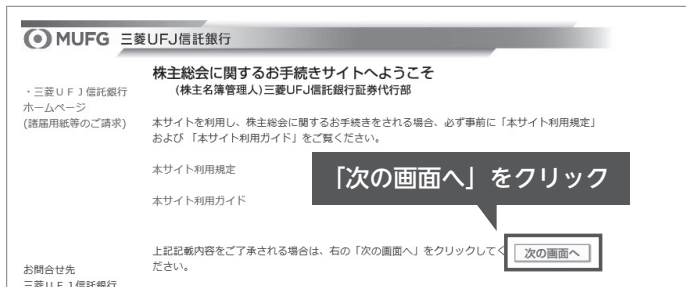 MUFG 三菱UFJ信託銀行
株主総会に関するお手続きサイトへようこそ
(株主名簿管理人)三菱UFJ信託銀行証券代行部
・三菱ＵＦＪ信託銀行
ホームページ
(諸届用紙等のご請求)
本サイトを利用し、株主総会に関するお手続きをされる場合、必ず事前に「本サイト利用規定」
および 「本サイト利用ガイド」をご覧ください。
本サイト利用規定
本サイト利用ガイド
「次の画面へ」をクリック
上記記載内容をご了承される場合は、右の「次の画面へ」をクリックしてく
ださい。
次の画面へ
お問合せ先
三菱ＵＦＪ信託銀行